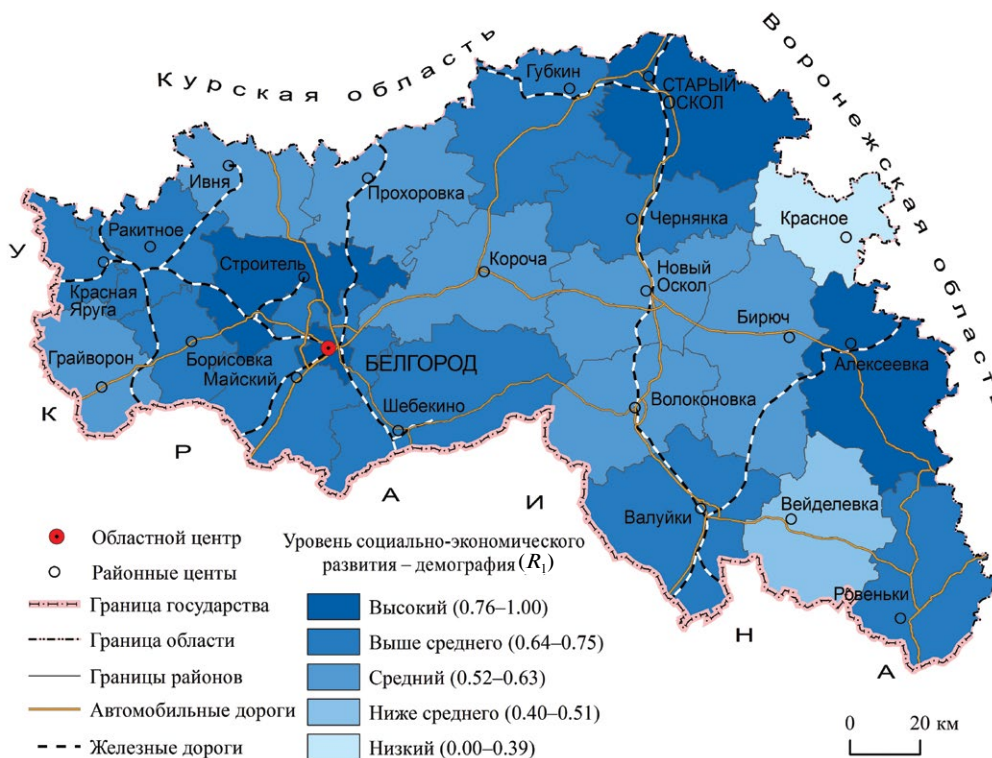 Курская область
Воронежская область
Губкин
СТАРЫЙ
ОСКОЛ
Ивня
Прохоровка
Чернянка
Красное
Ракитное
Строитель
Короча
Новый
Оскол
Красная
Яруга
Бирюч
Грайворон
Борисовка
Майский
БЕЛГОРОД
Алексеевка
Шебекино
Волоконовка
Валуйки
Вейделевка
Ровеньки
УКРАИНА
Областной центр
Районные центы
Граница государства
Граница области
Границы районов
Автомобильные дороги
Железные дороги
Уровень социально-экономического
развития – демография (R₁)
Высокий (0.76–1.00)
Выше среднего (0.64–0.75)
Средний (0.52–0.63)
Ниже среднего (0.40–0.51)
Низкий (0.00–0.39)
0 20 км